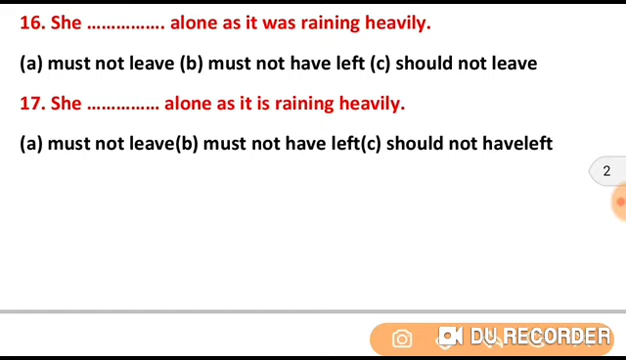 16. She ............... alone as it was raining heavily.
(a) must not leave (b) must not have left (c) should not leave
17. She .............. alone as it is raining heavily.
(a) must not leave(b) must not have left(c) should not haveleft
2
DU RECORDER